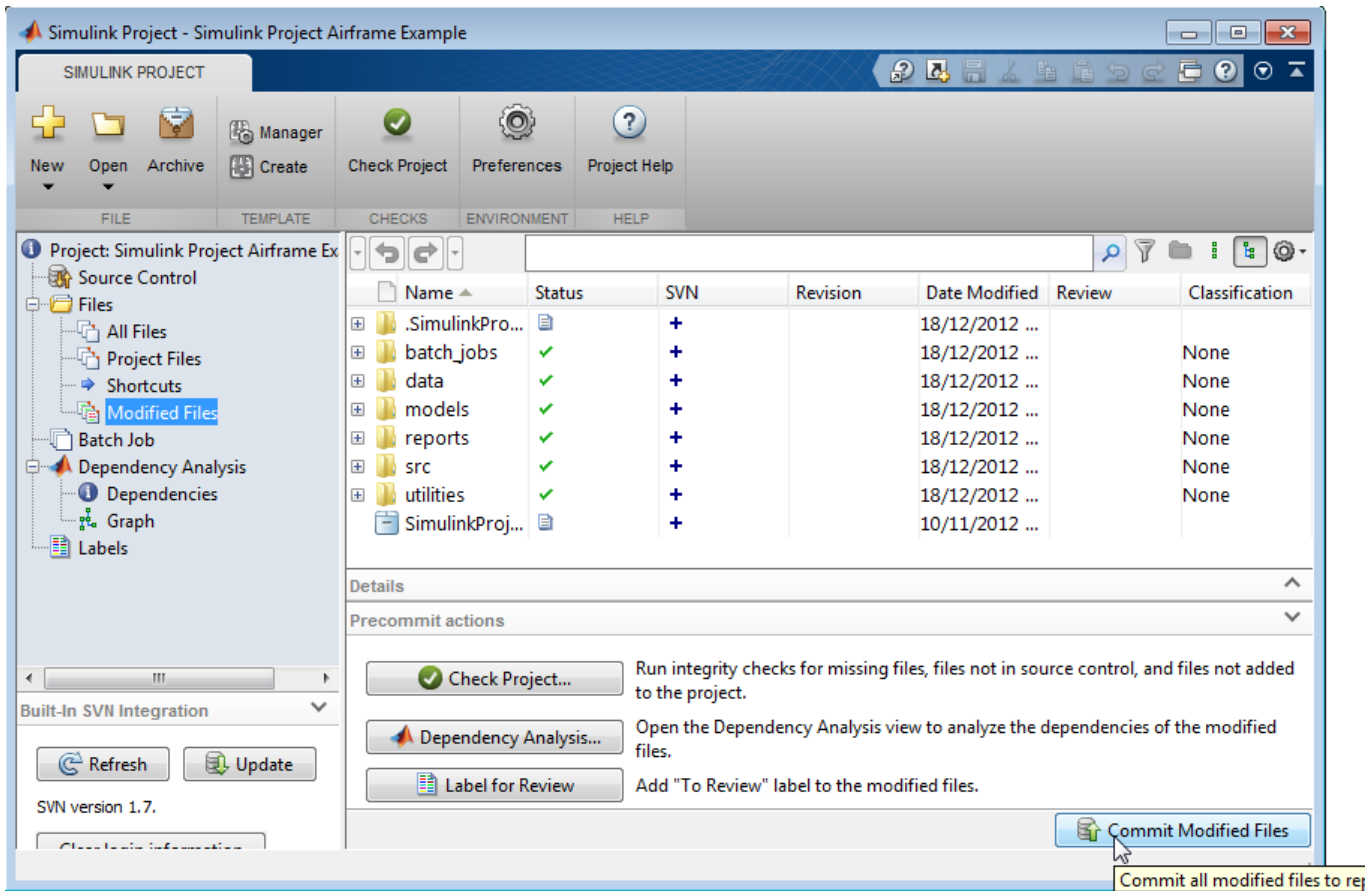 Simulink Project - Simulink Project Airframe Example
SIMULINK PROJECT
New
Open
Archive
Manager
Create
Check Project
Preferences
Project Help
FILE
TEMPLATE
CHECKS
ENVIRONMENT
HELP
Project: Simulink Project Airframe Ex
Source Control
Files
All Files
Project Files
Shortcuts
Modified Files
Batch Job
Dependency Analysis
Dependencies
Graph
Labels
Built-In SVN Integration
Refresh
Update
SVN version 1.7.
Name Status SVN Revision Date Modified Review Classification
.SimulinkPro... + 18/12/2012 ...
batch_jobs ✓ + 18/12/2012 ... None
data ✓ + 18/12/2012 ... None
models ✓ + 18/12/2012 ... None
reports ✓ + 18/12/2012 ... None
src ✓ + 18/12/2012 ... None
utilities ✓ + 18/12/2012 ... None
SimulinkProj... + 10/11/2012 ...
Details
Precommit actions
Check Project...
Run integrity checks for missing files, files not in source control, and files not added
to the project.
Dependency Analysis...
Open the Dependency Analysis view to analyze the dependencies of the modified
files.
Label for Review
Add "To Review" label to the modified files.
Commit Modified Files
Commit all modified files to rep